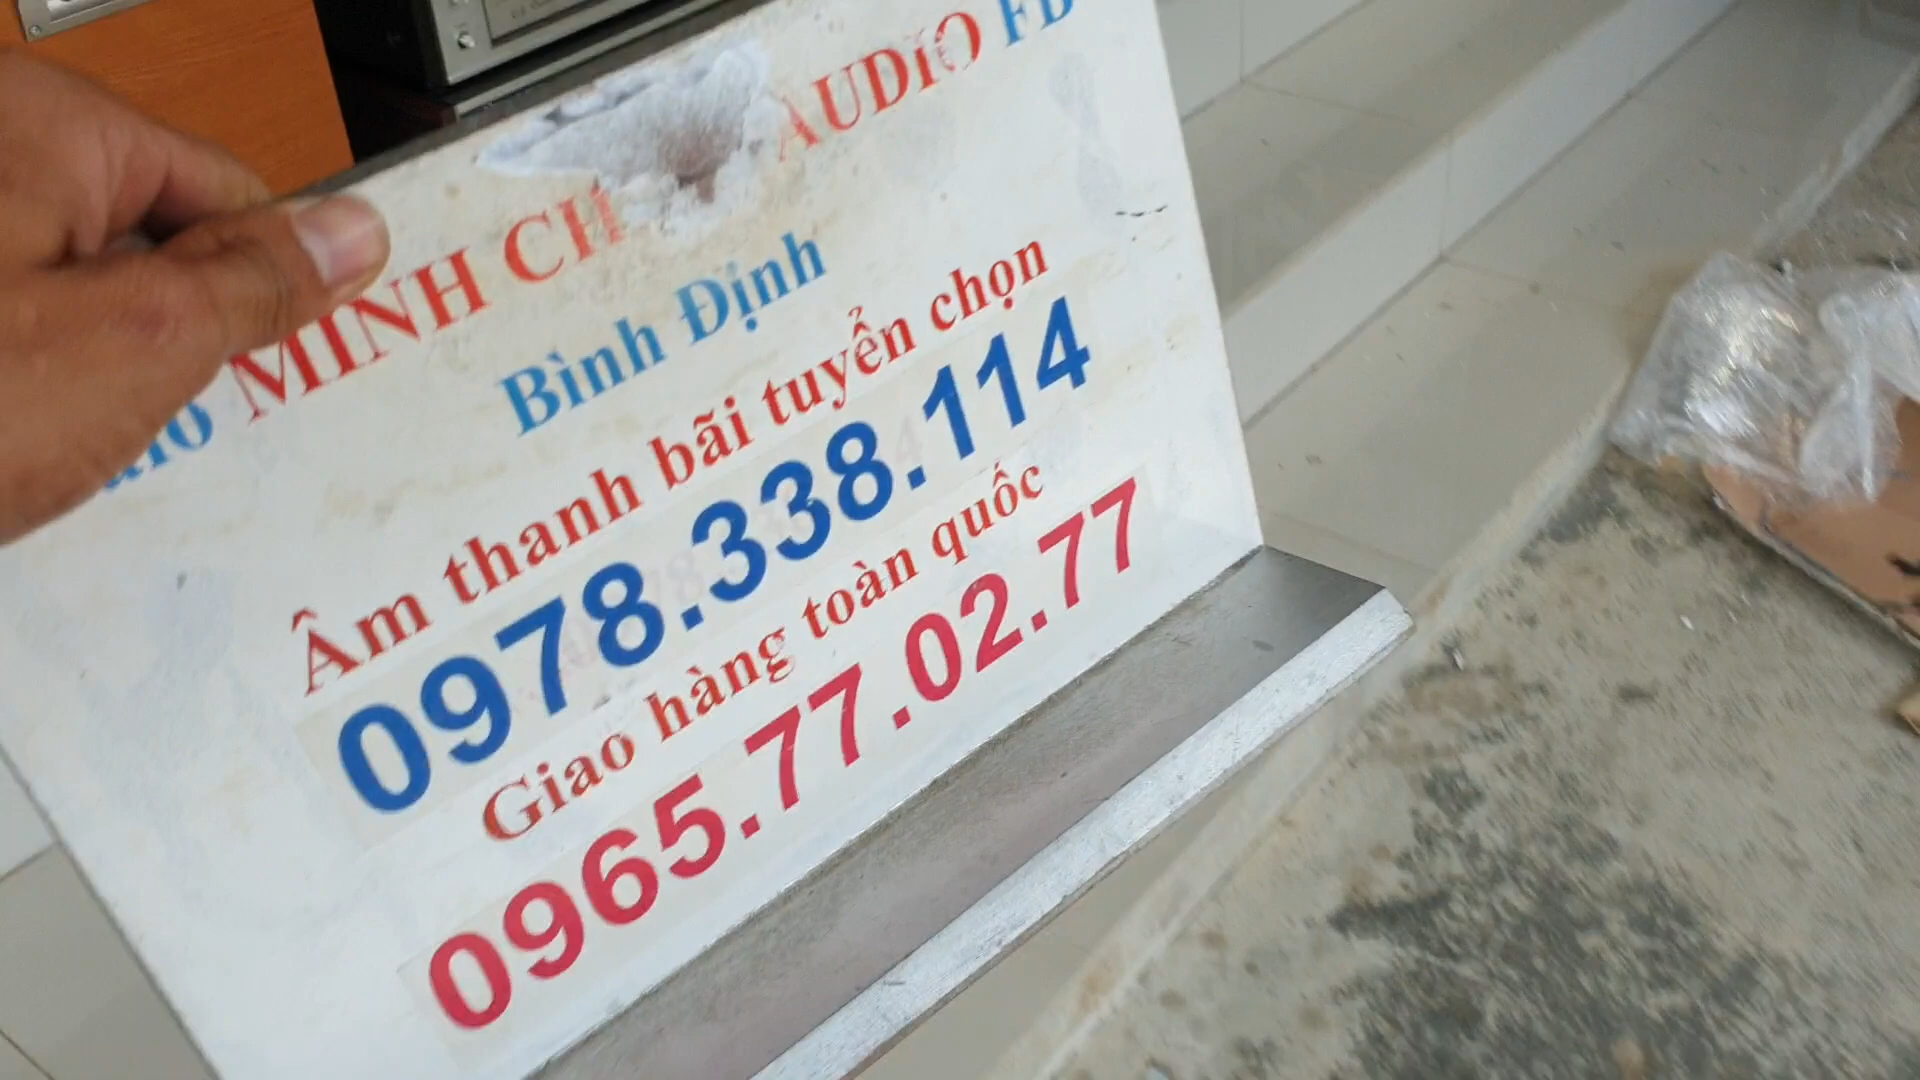 MINH CH AUDIO FB
Bình Định
Âm thanh bãi tuyển chọn
0978.338.114
Giao hàng toàn quốc
0965.77.02.77